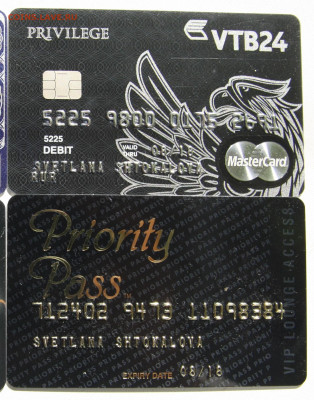 PRIVILEGE
VTB24
5225 9800
5225
DEBIT
VALID
THRU
SVETLANA
RUR
MasterCard
Priority
Pass
712402 9473 11098384
SVETLANA SHTOKALOVA
EXPIRY DATE 08/18
VIP LOUNGE ACCESS